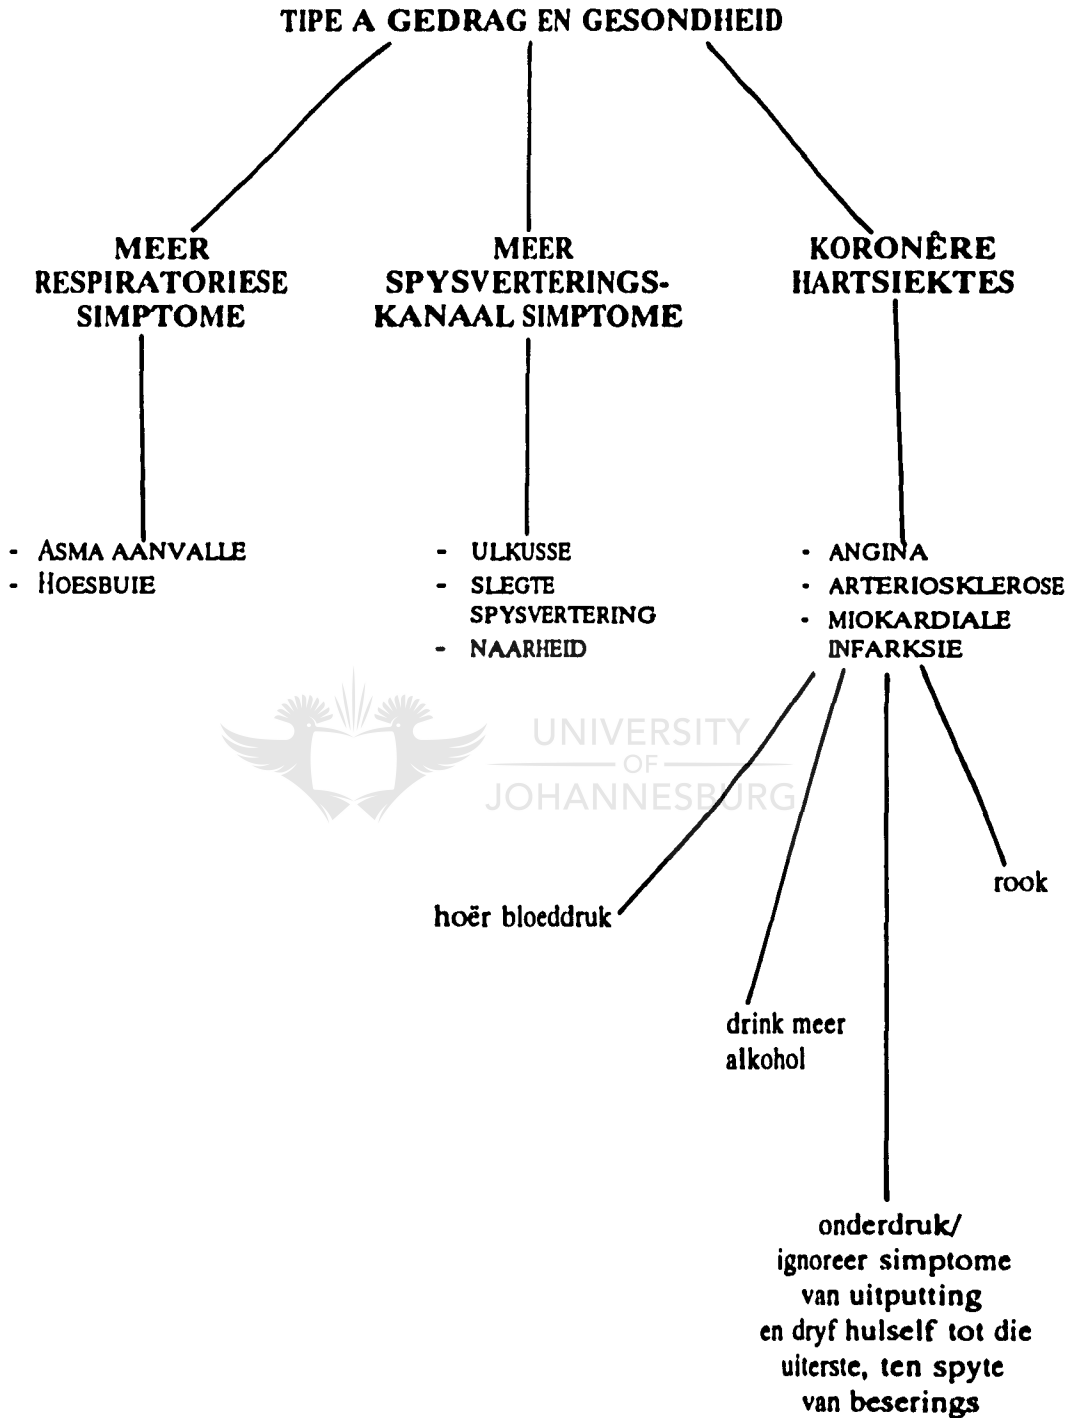 TIPE A GEDRAG EN GESONDHEID
MEER
RESPIRATORIESE
SIMPTOME
MEER
SPYSVERTERINGS-
KANAAL SIMPTOME
KORONÊRE
HARTSIEKTES
- ASMA AANVALLE
- HOESBUIE
- ULKUSSE
- SLEGTE
SPYSVERTERING
- NAARHEID
- ANGINA
- ARTERIOSKLEROSE
- MIOKARDIALE
INFARKSIE
UNIVERSITY
OF
JOHANNESBURG
rook
hoër bloeddruk
drink meer
alkohol
onderdruk/
ignoreer simptome
van uitputting
en dryf hulself tot die
uiterste, ten spyte
van beserings